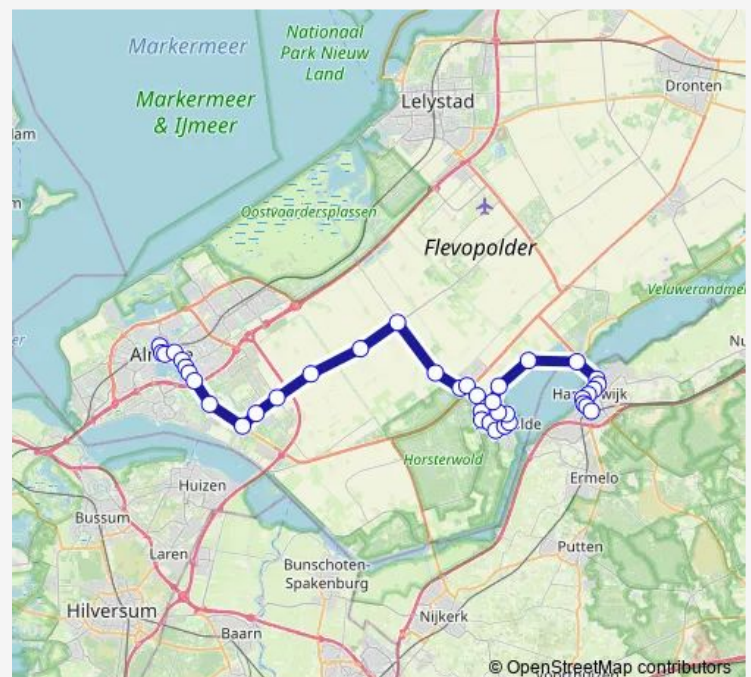 Nationaal
Park Nieuw
Land
Markermeer
Markermeer
& IJmeer
Dronten
Lelystad
Oostvaardersplassen
Flevopolder
Veluwerandme
Huizen
Horsterwold
Ermelo
Bussum
Laren
Putten
Bunschoten-
Spakenburg
Hilversum
Nijkerk
Baarn
© OpenStreetMap contributors